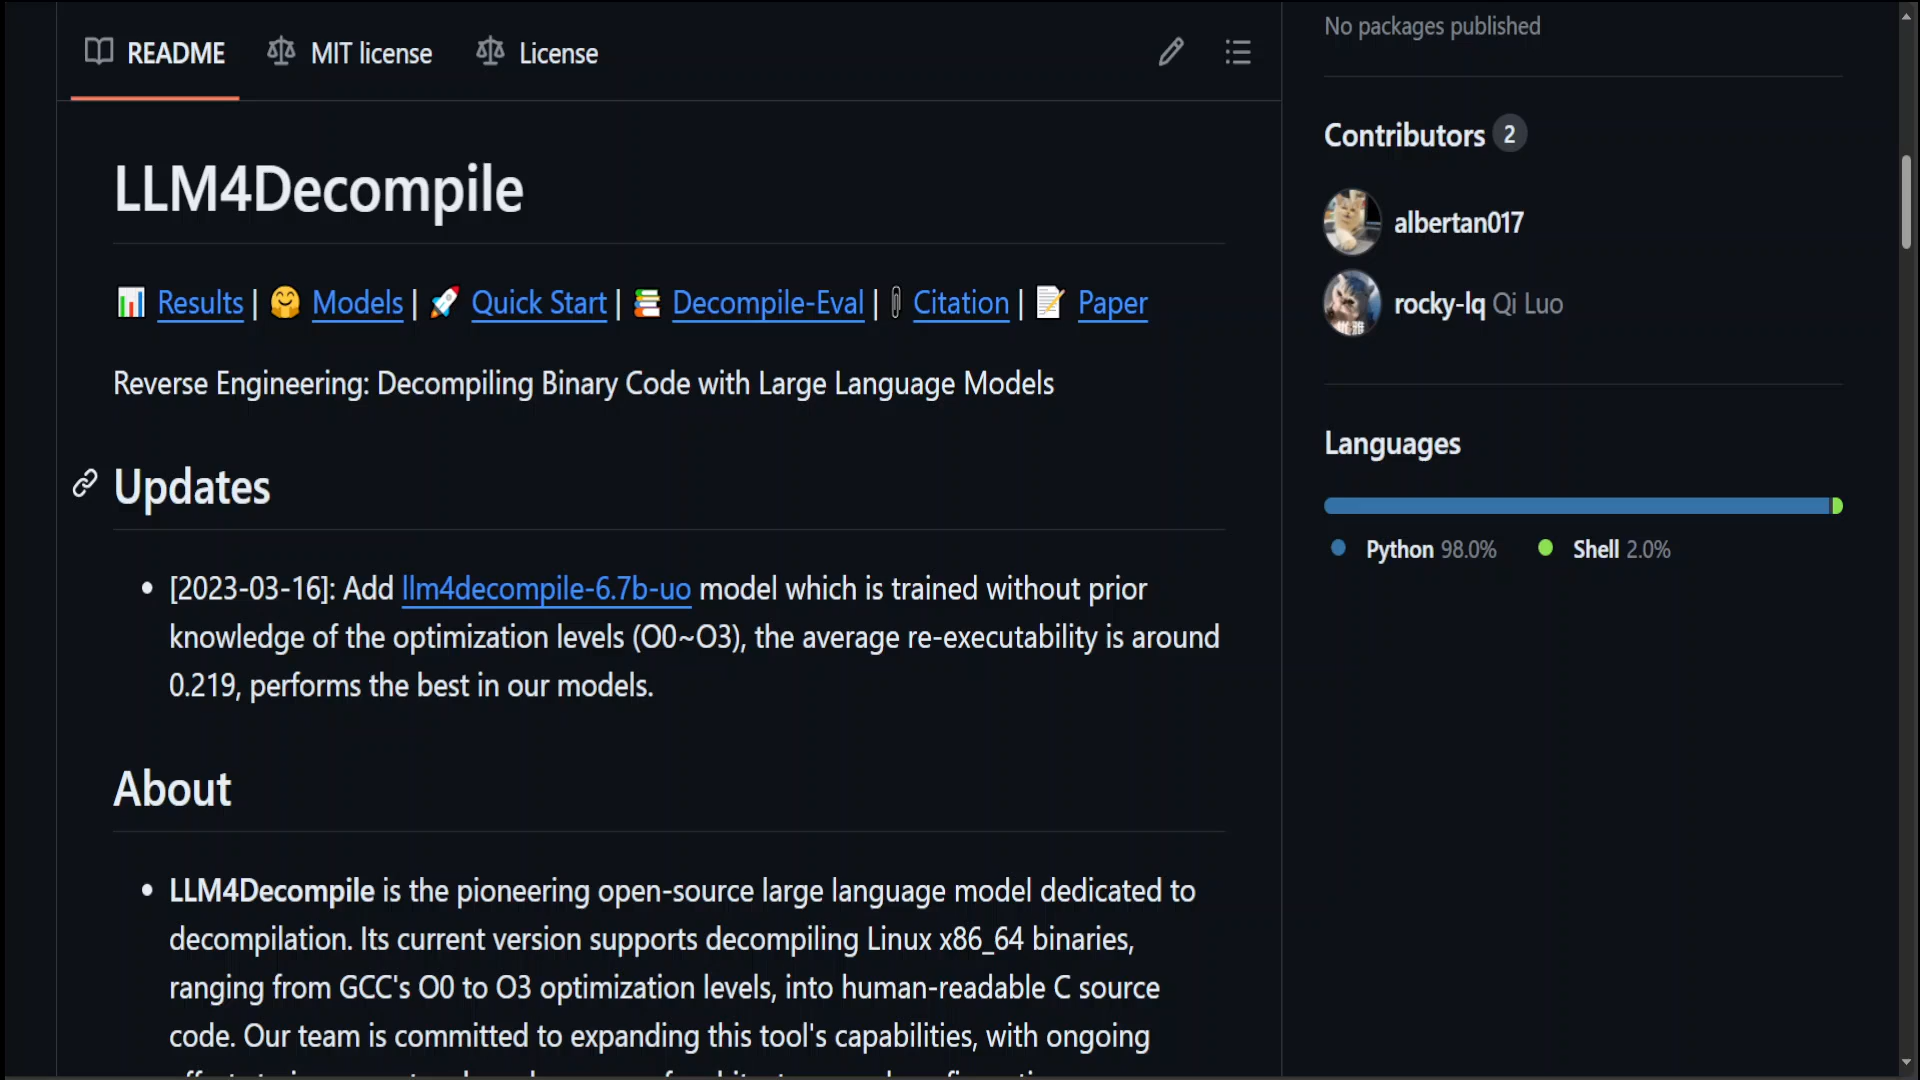 README MIT license License
LLM4Decompile
Results | Models | Quick Start | Decompile-Eval | Citation | Paper
Reverse Engineering: Decompiling Binary Code with Large Language Models
Updates
[2023-03-16]: Add llm4decompile-6.7b-uo model which is trained without prior
knowledge of the optimization levels (O0~O3), the average re-executability is around
0.219, performs the best in our models.
About
LLM4Decompile is the pioneering open-source large language model dedicated to
decompilation. Its current version supports decompiling Linux x86_64 binaries,
ranging from GCC's O0 to O3 optimization levels, into human-readable C source
code. Our team is committed to expanding this tool's capabilities, with ongoing
No packages published
Contributors 2
albertan017
rocky-lq Qi Luo
Languages
Python 98.0% Shell 2.0%